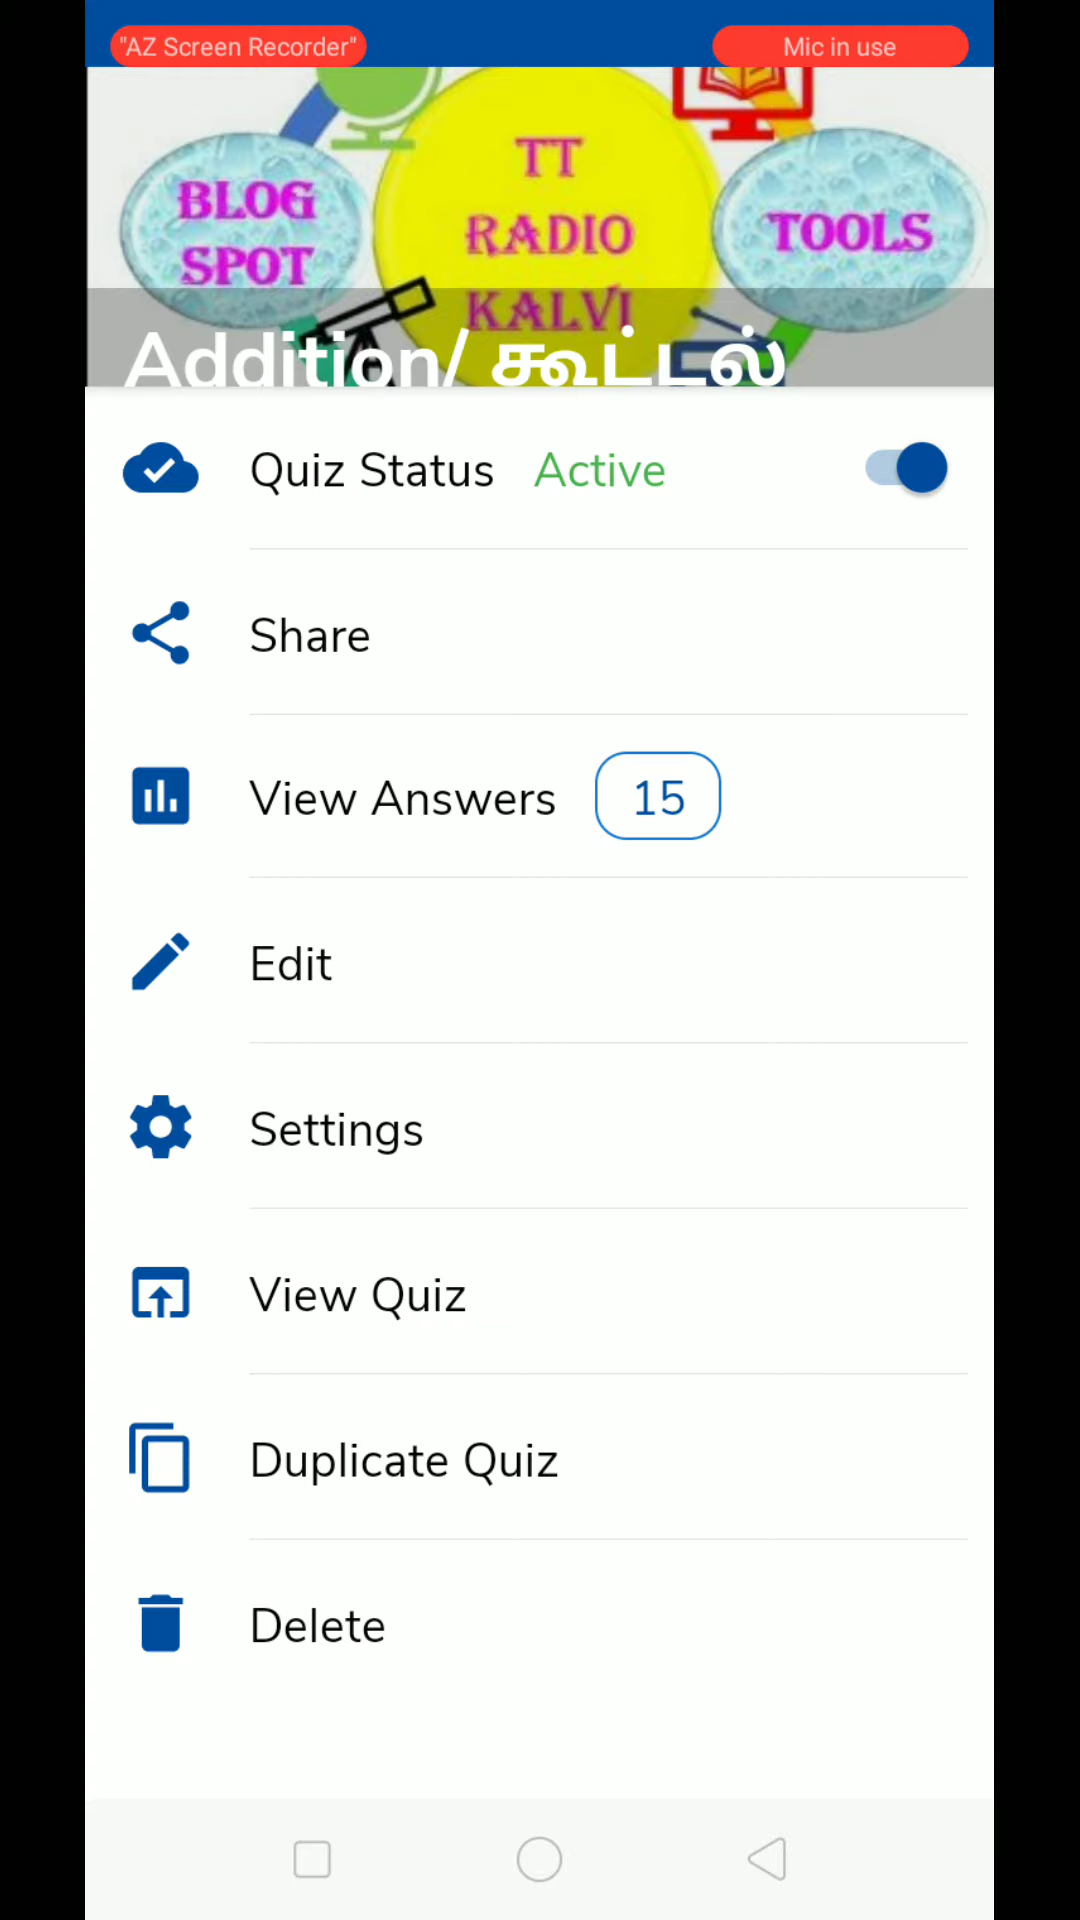 "AZ Screen Recorder" Mic in use
BLOG
SPOT
TT
RADIO
KALVI
TOOLS
Addition/ கூட்டல்
Quiz Status Active
Share
View Answers 15
Edit
Settings
View Quiz
Duplicate Quiz
Delete